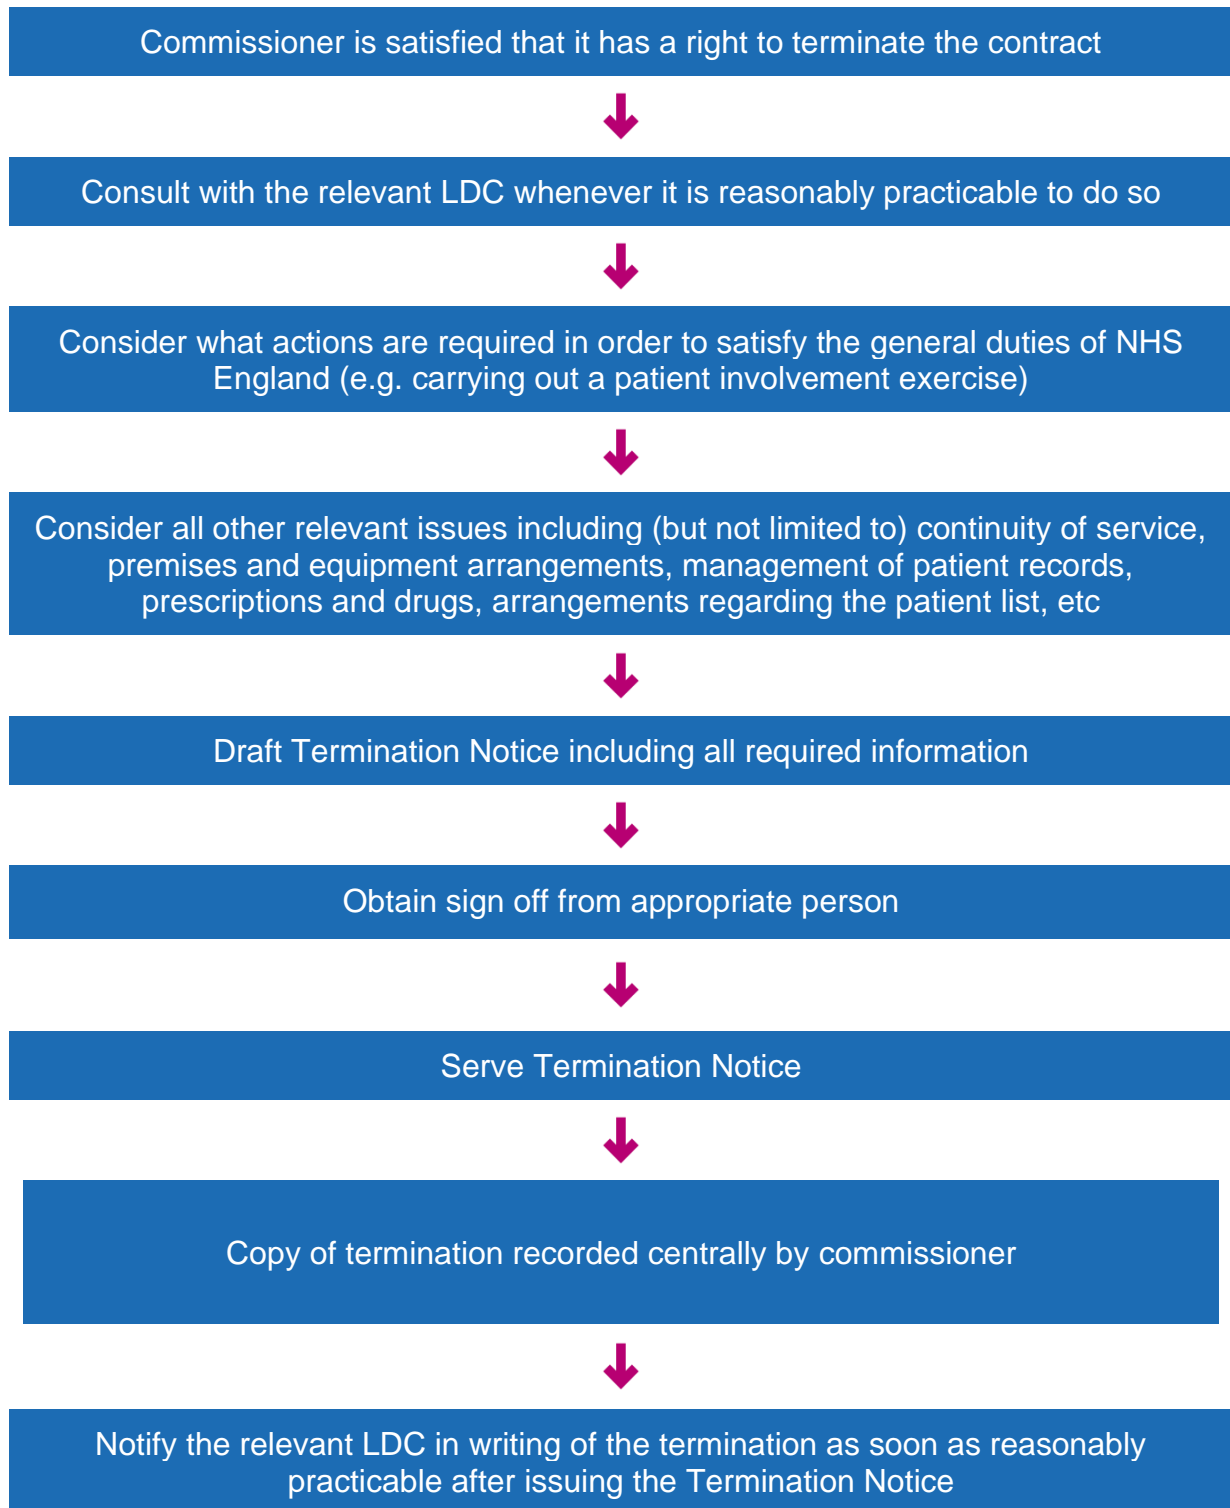 Commissioner is satisfied that it has a right to terminate the contract
Consult with the relevant LDC whenever it is reasonably practicable to do so
Consider what actions are required in order to satisfy the general duties of NHS
England (e.g. carrying out a patient involvement exercise)
Consider all other relevant issues including (but not limited to) continuity of service,
premises and equipment arrangements, management of patient records,
prescriptions and drugs, arrangements regarding the patient list, etc
Draft Termination Notice including all required information
Obtain sign off from appropriate person
Serve Termination Notice
Copy of termination recorded centrally by commissioner
Notify the relevant LDC in writing of the termination as soon as reasonably
practicable after issuing the Termination Notice